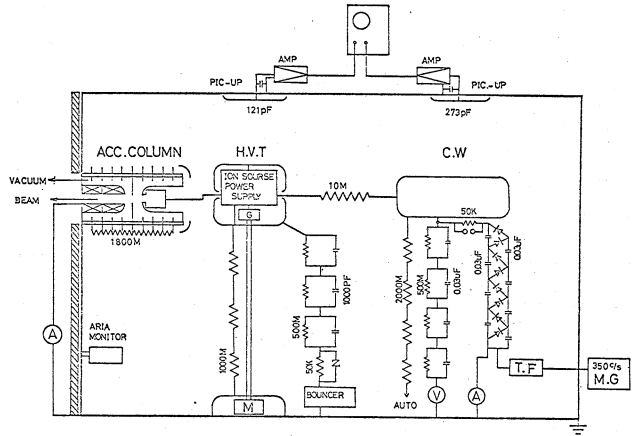 AMP
AMP
PIC-UP
PIC.-UP
121pF
273pF
ACC.COLUMN
H.V.T
C.W
VACUUM
BEAM
ION SOURSE
POWER
SUPPLY
G
10M
50K
1800M
1000PF
500M
50K
1000M
2000M
500M
0.03uF
0.03uF
0.03uF
A
ARIA
MONITOR
M
BOUNCER
AUTO
V
A
T.F
350c/s
M.G